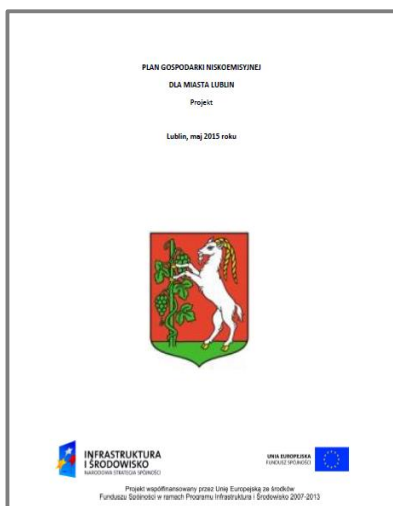 PLAN GOSPODARKI NISKOEMISYJNEJ
DLA MIASTA LUBLIN
Projekt
Lublin, maj 2015 roku
INFRASTRUKTURA
I ŚRODOWISKO
NARODOWA STRATEGIA SPÓJNOŚCI
UNIA EUROPEJSKA
FUNDUSZ SPÓJNOŚCI
Projekt współfinansowany przez Unię Europejską ze środków
Funduszu Spójności w ramach Programu Infrastruktura i Środowisko 2007-2013